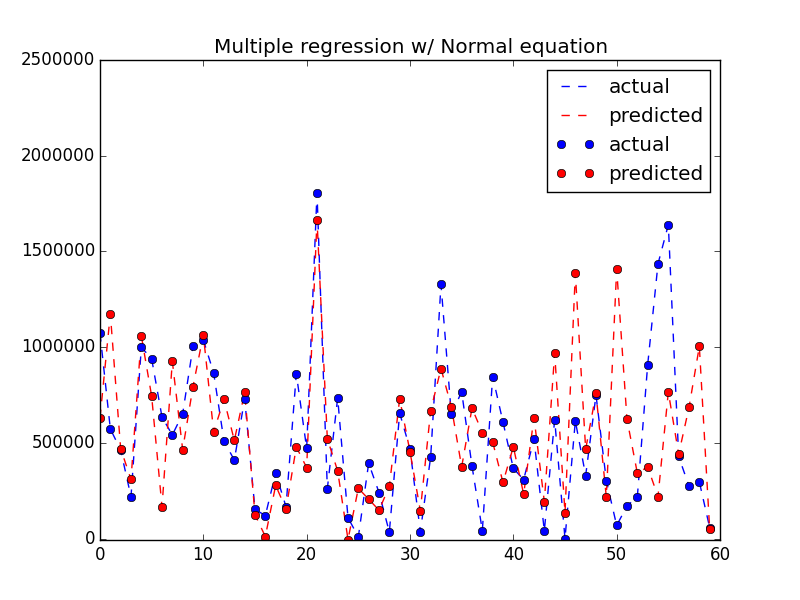 Multiple regression w/ Normal equation
2500000
2000000
1500000
1000000
500000
0
actual
predicted
actual
predicted
0 10 20 30 40 50 60